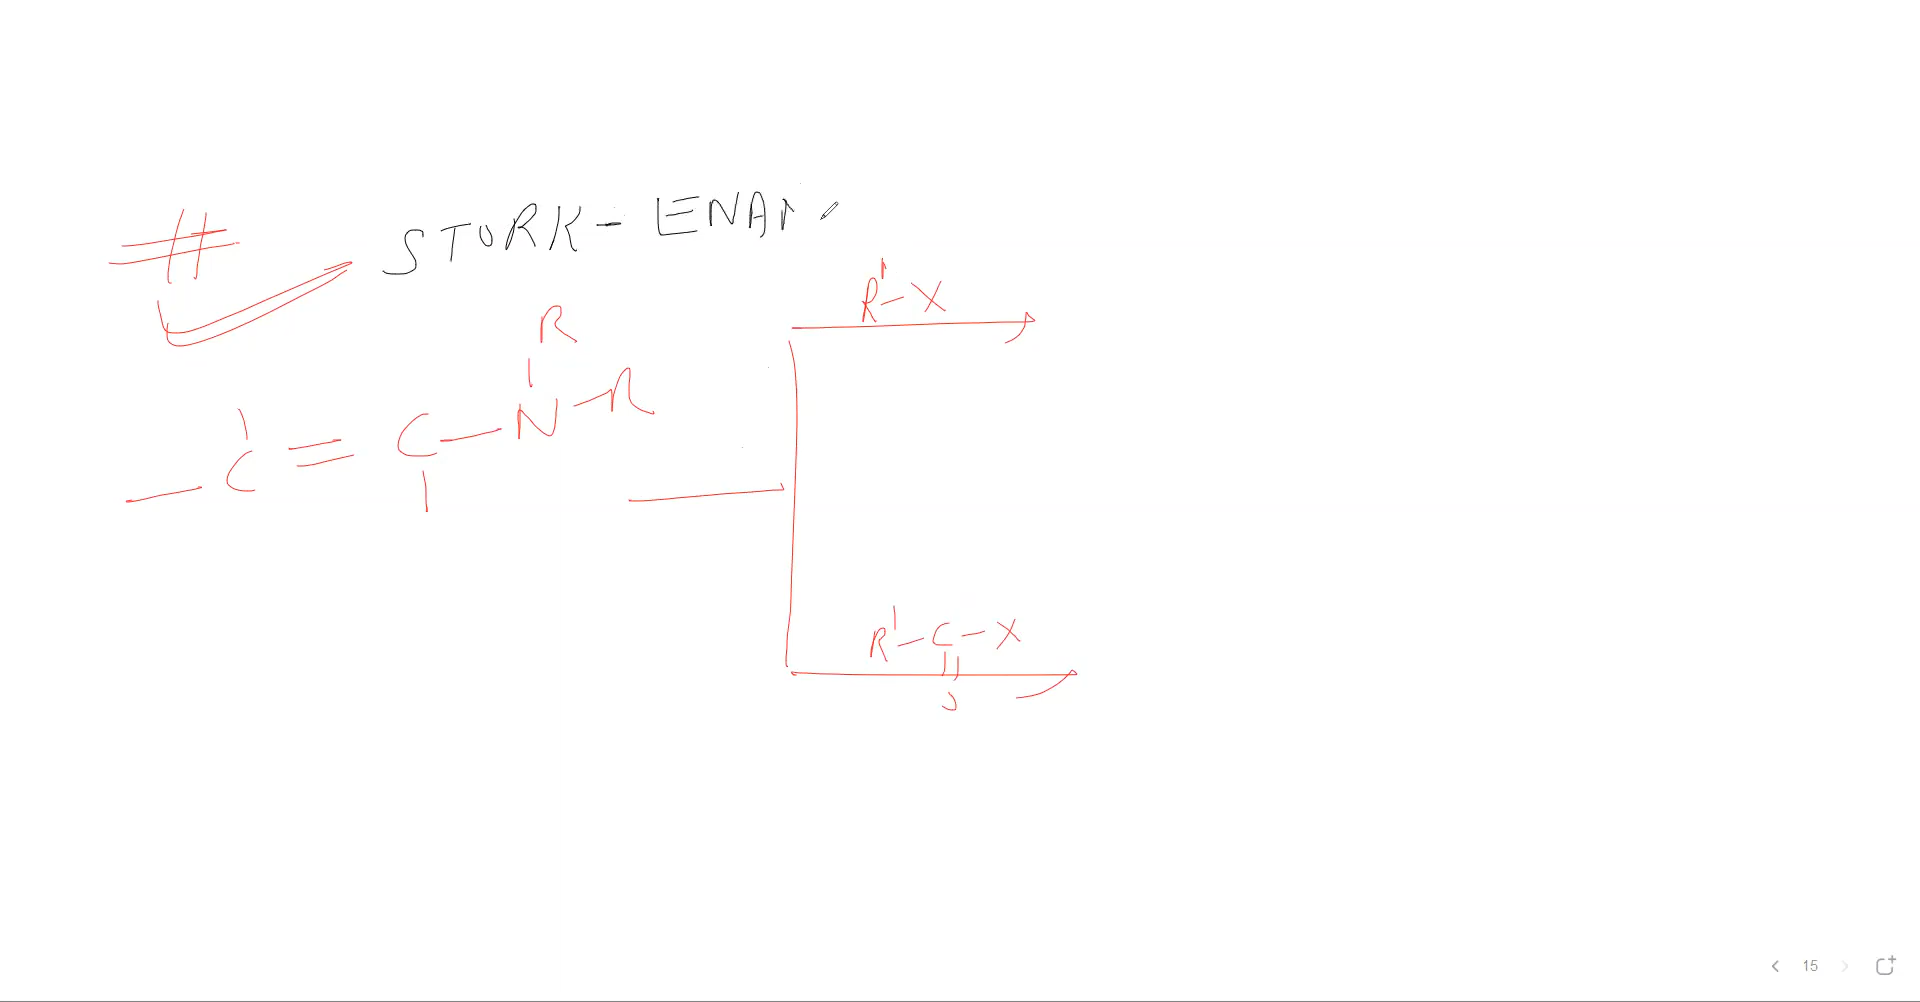 # STORK - ENAM
R'-X
R
C = C - N - R
R' - C - X
O
15